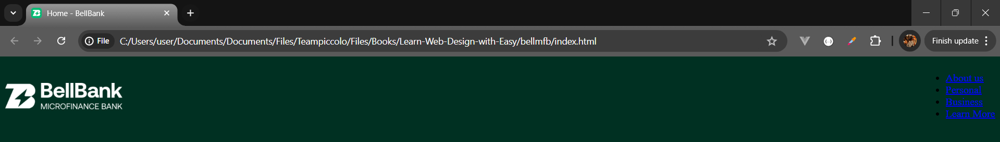 Home - BellBank
File
C:/Users/user/Documents/Documents/Files/Teampiccolo/Files/Books/Learn-Web-Design-with-Easy/bellmfb/index.html
Finish update
BellBank
MICROFINANCE BANK
About us
Personal
Business
Learn More